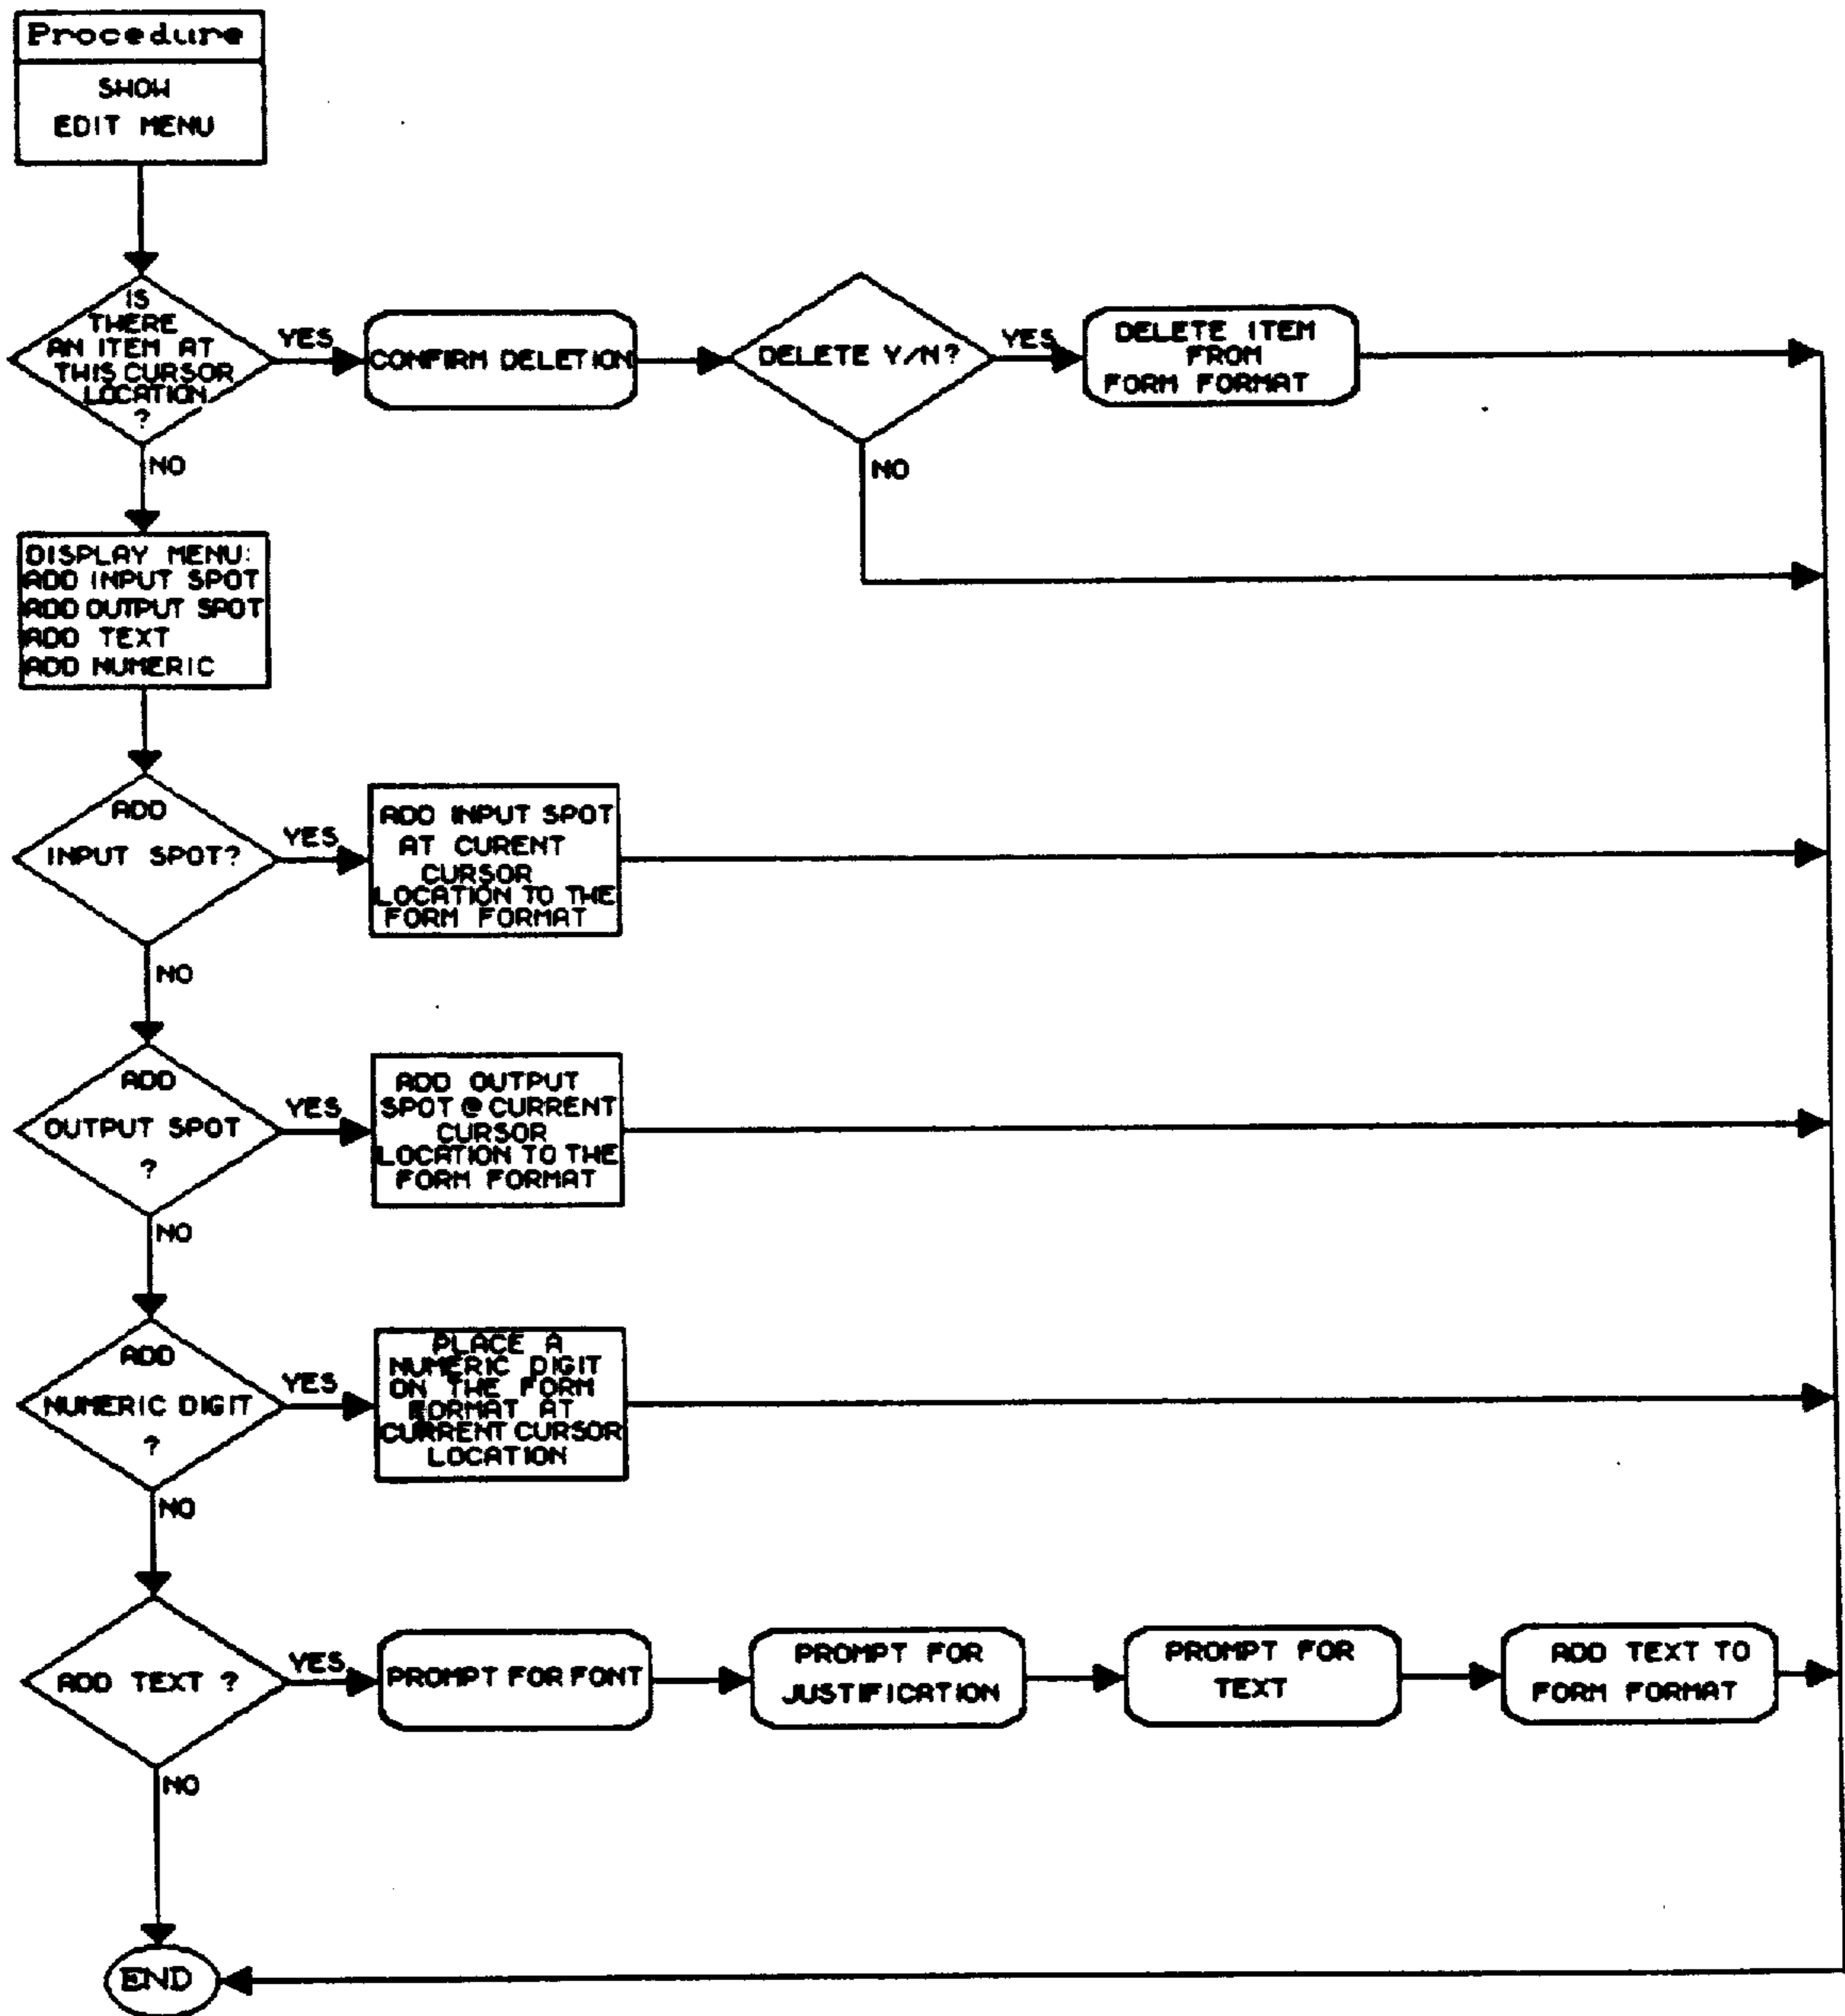 Procedure
SHOW
EDIT MENU
IS
THERE
AN ITEM AT
THIS CURSOR
LOCATION
?
YES
CONFIRM DELETION
DELETE Y/N?
YES
DELETE ITEM
FROM
FORM FORMAT
NO
NO
DISPLAY MENU:
ADD INPUT SPOT
ADD OUTPUT SPOT
ADD TEXT
ADD NUMERIC
ADD
INPUT SPOT?
YES
ADD INPUT SPOT
AT CURENT
CURSOR
LOCATION TO THE
FORM FORMAT
NO
ADD
OUTPUT SPOT
?
YES
ADD OUTPUT
SPOT @ CURRENT
CURSOR
LOCATION TO THE
FORM FORMAT
NO
ADD
NUMERIC DIGIT
?
YES
PLACE A
NUMERIC DIGIT
ON THE FORM
FORMAT AT
CURRENT CURSOR
LOCATION
NO
ADD TEXT ?
YES
PROMPT FOR FONT
PROMPT FOR
JUSTIFICATION
PROMPT FOR
TEXT
ADD TEXT TO
FORM FORMAT
NO
END